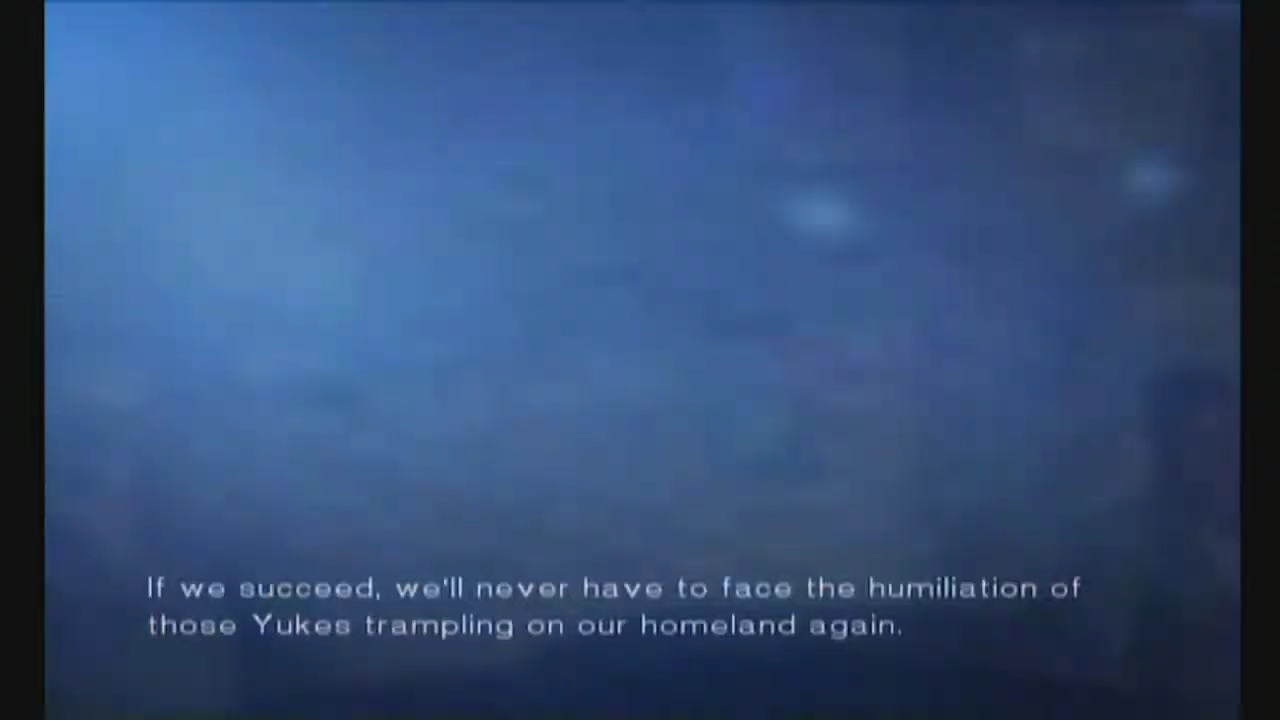 If we succeed, we'll never have to face the humiliation of
those Yukes trampling on our homeland again.